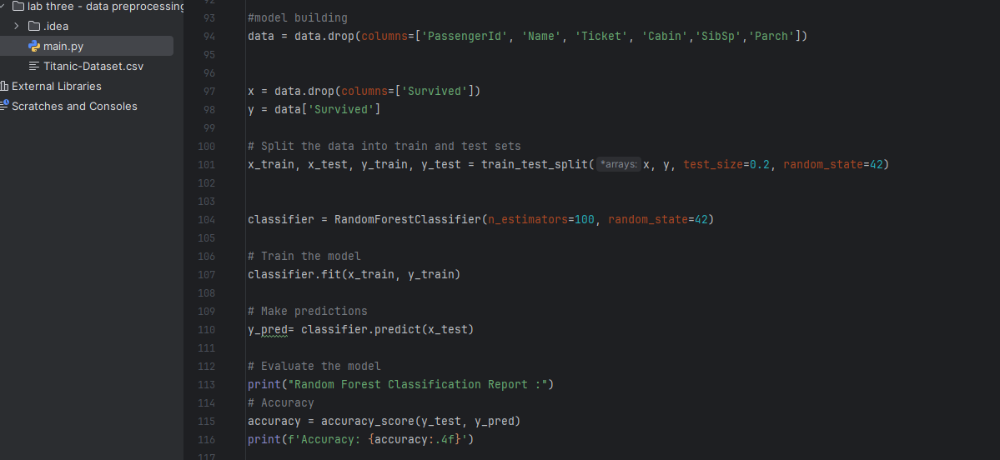 lab three - data preprocessing
.idea
main.py
Titanic-Dataset.csv
External Libraries
Scratches and Consoles
92
93 #model building
94 data = data.drop(columns=['PassengerId', 'Name', 'Ticket', 'Cabin','SibSp','Parch'])
95
96
97 x = data.drop(columns=['Survived'])
98 y = data['Survived']
99
100 # Split the data into train and test sets
101 x_train, x_test, y_train, y_test = train_test_split( *arrays: x, y, test_size=0.2, random_state=42)
102
103
104 classifier = RandomForestClassifier(n_estimators=100, random_state=42)
105
106 # Train the model
107 classifier.fit(x_train, y_train)
108
109 # Make predictions
110 y_pred= classifier.predict(x_test)
111
112 # Evaluate the model
113 print("Random Forest Classification Report :")
114 # Accuracy
115 accuracy = accuracy_score(y_test, y_pred)
116 print(f'Accuracy: {accuracy:.4f}')
117